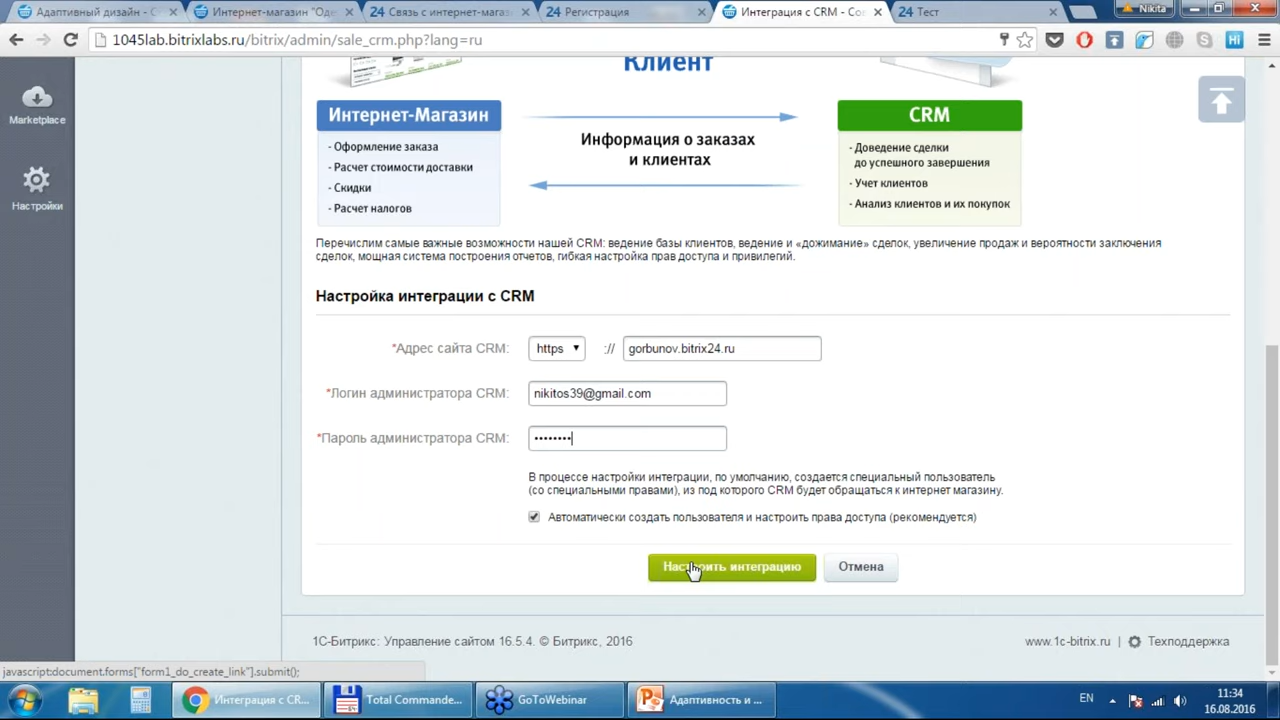 Адаптивный дизайн - С
Интернет-магазин "Оде
24 Связь с интернет-мага
24 Регистрация
Интеграция с CRM - Con
24 Тест
Nikita
1045lab.bitrixlabs.ru/bitrix/admin/sale_crm.php?lang=ru
Marketplace
Настройки
Клиент
Интернет-Магазин
- Оформление заказа
- Расчет стоимости доставки
- Скидки
- Расчет налогов
Информация о заказах
и клиентах
CRM
- Доведение сделки
до успешного завершения
- Учет клиентов
- Анализ клиентов и их покупок
Перечислим самые важные возможности нашей CRM: ведение базы клиентов, ведение и «дожимание» сделок, увеличение продаж и вероятности заключения
сделок, мощная система построения отчетов, гибкая настройка прав доступа и привилегий.
Настройка интеграции с CRM
*Адрес сайта CRM: https :// gorbunov.bitrix24.ru
*Логин администратора CRM: nikitos39@gmail.com
*Пароль администратора CRM: ••••••••
В процессе настройки интеграции, по умолчанию, создается специальный пользователь
(со специальными правами), из под которого CRM будет обращаться к интернет магазину.
Автоматически создать пользователя и настроить права доступа (рекомендуется)
Настроить интеграцию
Отмена
1С-Битрикс: Управление сайтом 16.5.4. © Битрикс, 2016
www.1c-bitrix.ru
Техподдержка
javascript:document.forms["form1_do_create_link"].submit();
Интеграция с CR...
Total Commande...
GoToWebinar
Адаптивность и ...
EN
11:34
16.08.2016